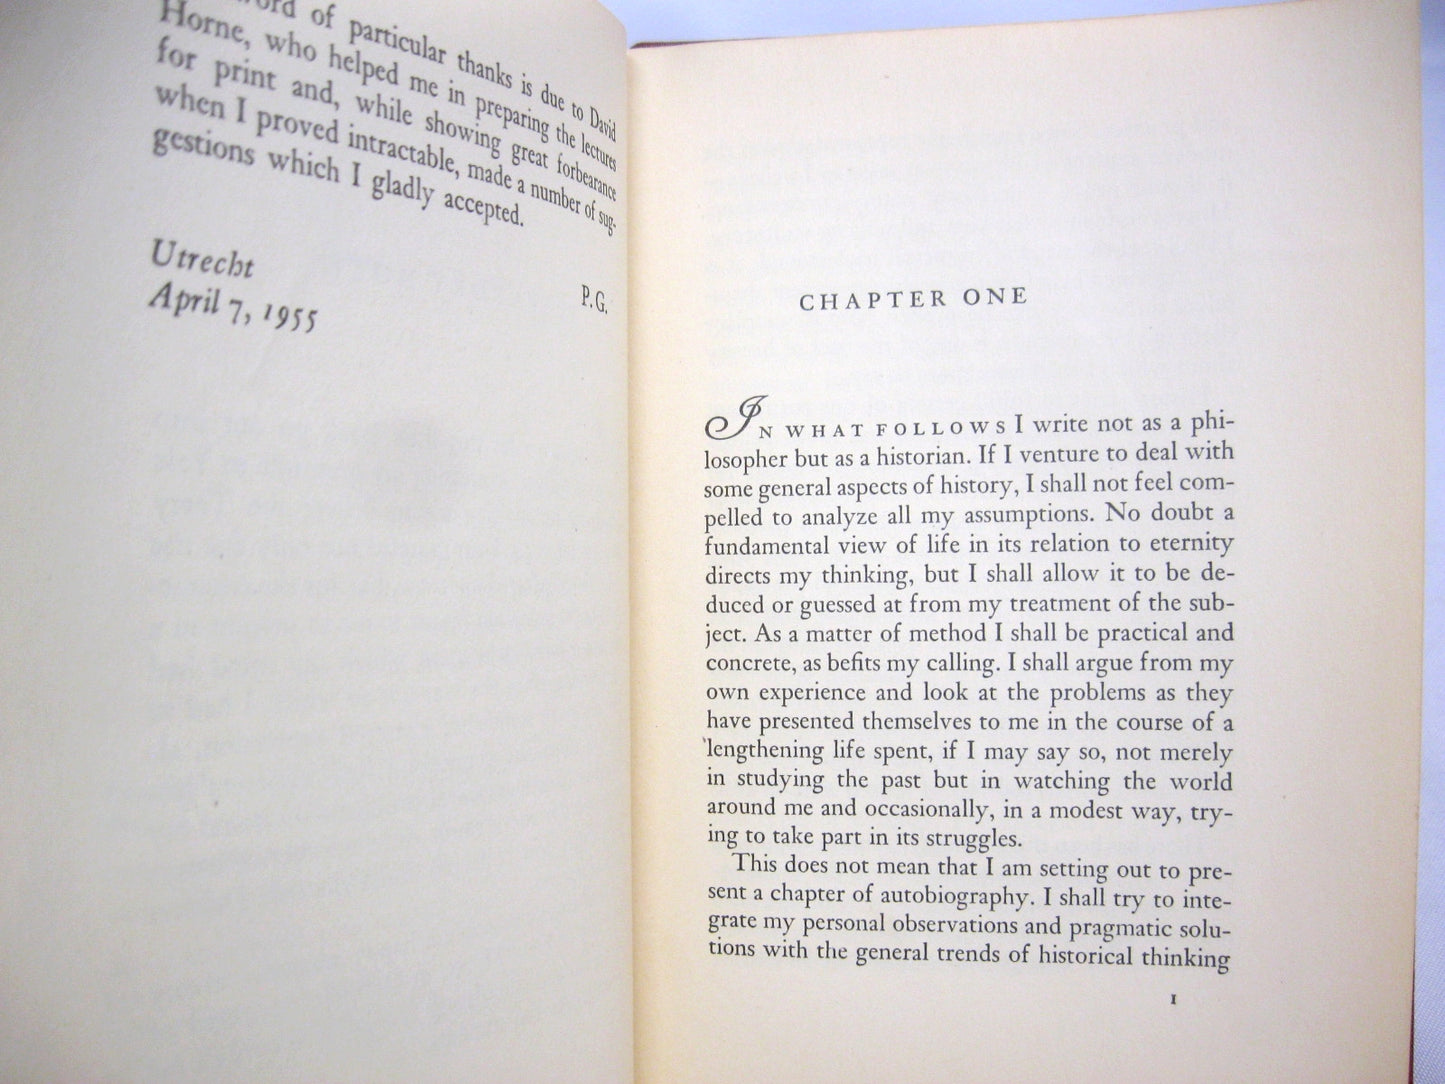 word of particular thanks is due to David
Horne, who helped me in preparing the lectures
for print and, while showing great forbearance
when I proved intractable, made a number of sug-
gestions which I gladly accepted.
P.G.
Utrecht
April 7, 1955
CHAPTER ONE
IN WHAT FOLLOWS I write not as a phi-
losopher but as a historian. If I venture to deal with
some general aspects of history, I shall not feel com-
pelled to analyze all my assumptions. No doubt a
fundamental view of life in its relation to eternity
directs my thinking, but I shall allow it to be de-
duced or guessed at from my treatment of the sub-
ject. As a matter of method I shall be practical and
concrete, as befits my calling. I shall argue from my
own experience and look at the problems as they
have presented themselves to me in the course of a
lengthening life spent, if I may say so, not merely
in studying the past but in watching the world
around me and occasionally, in a modest way, try-
ing to take part in its struggles.
This does not mean that I am setting out to pre-
sent a chapter of autobiography. I shall try to inte-
grate my personal observations and pragmatic solu-
tions with the general trends of historical thinking
1